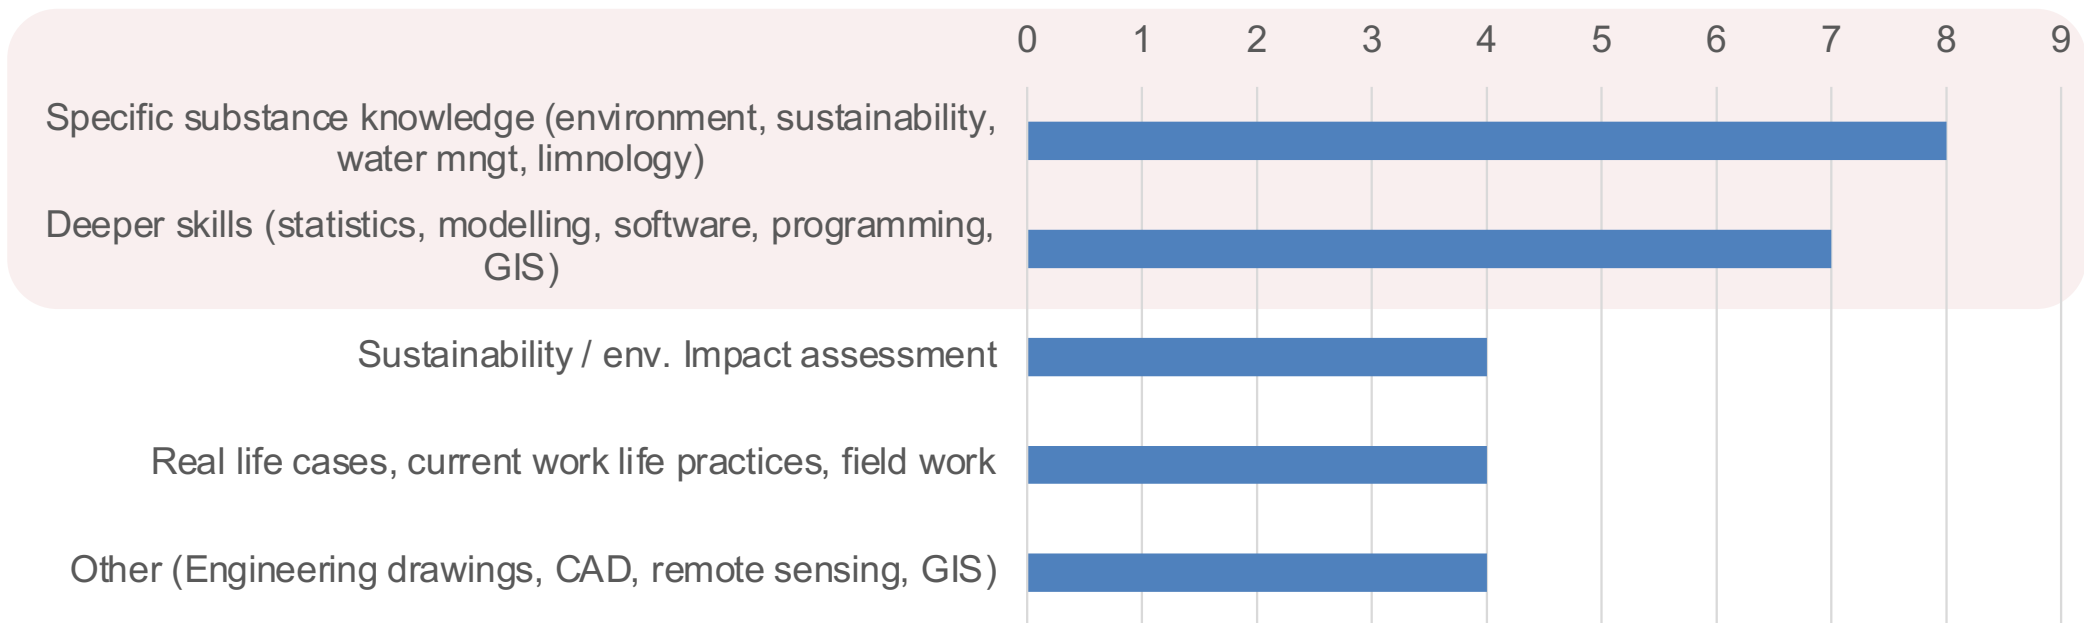 0 1 2 3 4 5 6 7 8 9
Specific substance knowledge (environment, sustainability,
water mngt, limnology)
Deeper skills (statistics, modelling, software, programming,
GIS)
Sustainability / env. Impact assessment
Real life cases, current work life practices, field work
Other (Engineering drawings, CAD, remote sensing, GIS)